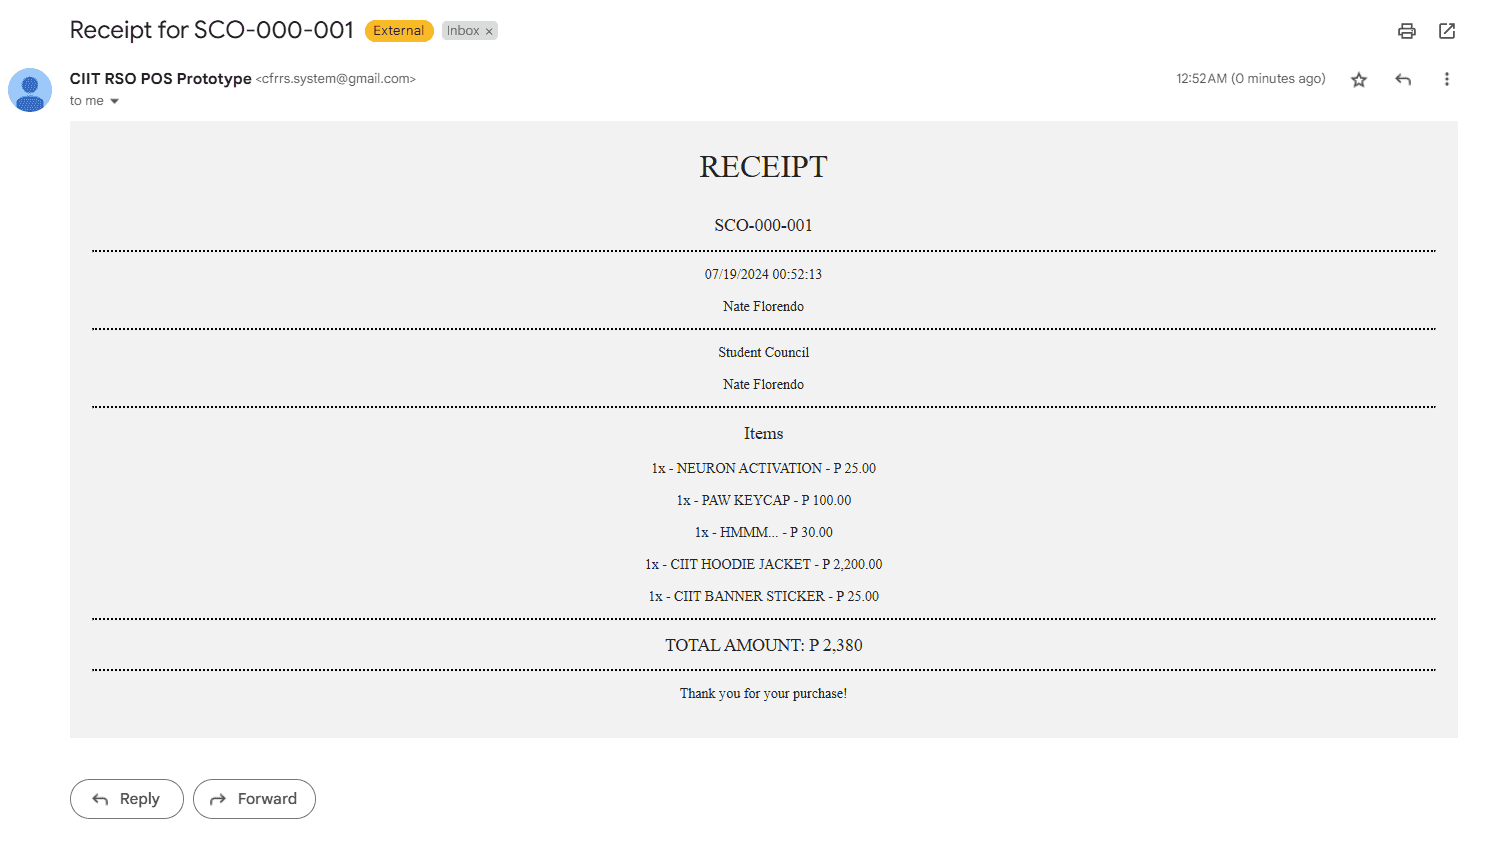 Receipt for SCO-000-001 External Inbox ×
CIIT RSO POS Prototype <cfrrs.system@gmail.com> 12:52 AM (0 minutes ago)
to me
RECEIPT
SCO-000-001
07/19/2024 00:52:13
Nate Florendo
Student Council
Nate Florendo
Items
1x - NEURON ACTIVATION - P 25.00
1x - PAW KEYCAP - P 100.00
1x - HMMM... - P 30.00
1x - CIIT HOODIE JACKET - P 2,200.00
1x - CIIT BANNER STICKER - P 25.00
TOTAL AMOUNT: P 2,380
Thank you for your purchase!
Reply Forward